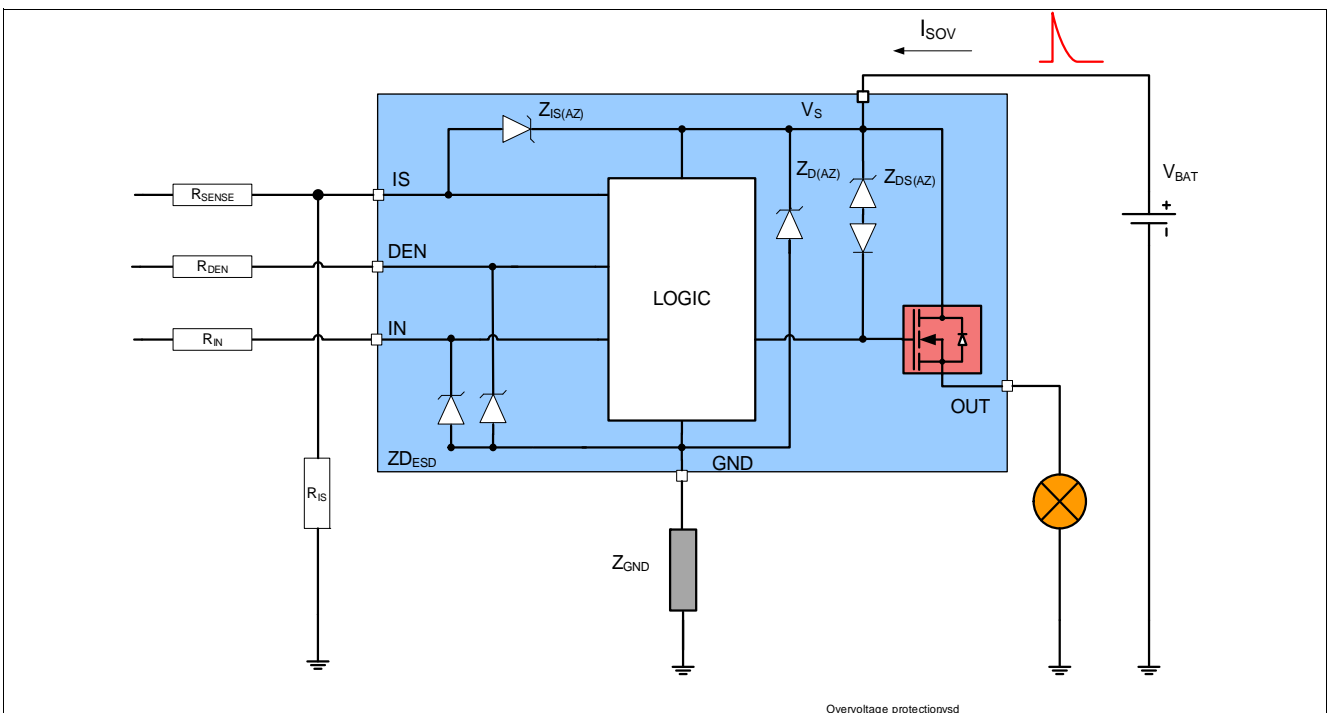 I_SOV
Z_IS(AZ)
V_S
Z_D(AZ)
Z_DS(AZ)
V_BAT
+
IS
R_SENSE
DEN
R_DEN
LOGIC
IN
R_IN
OUT
ZD_ESD
GND
R_IS
Z_GND
Overvoltage protectionvsd